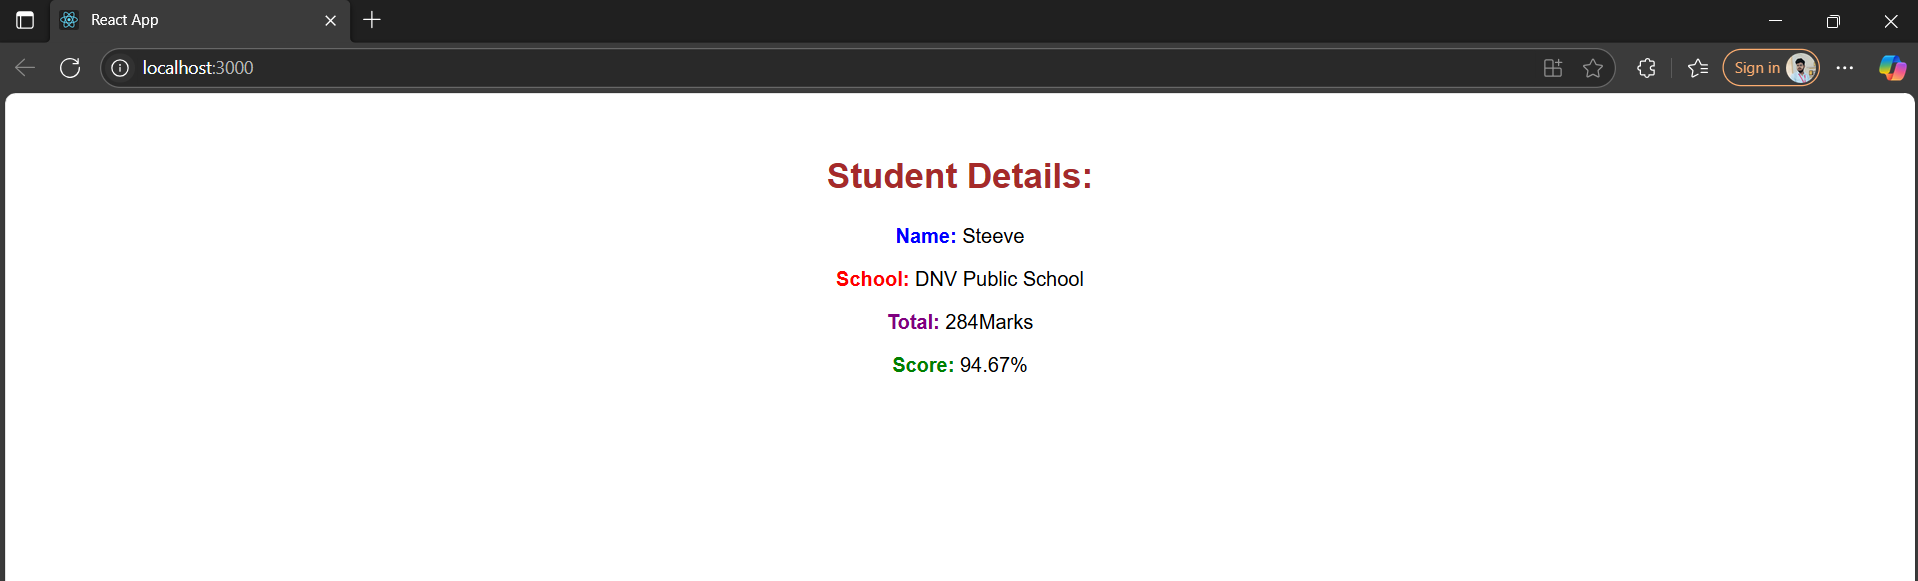 React App
localhost:3000
Sign in
Student Details:
Name: Steeve
School: DNV Public School
Total: 284Marks
Score: 94.67%